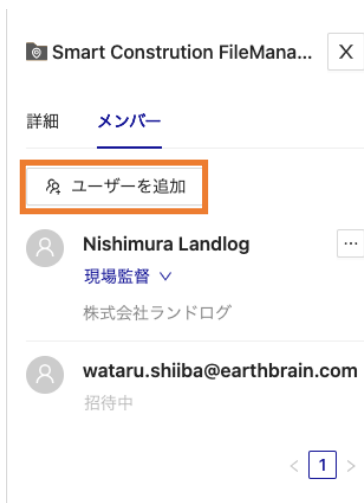 Smart Constrution FileMana...
X
詳細 メンバー
ユーザーを追加
Nishimura Landlog
...
現場監督
株式会社ランドログ
wataru.shiiba@earthbrain.com
招待中
< 1 >